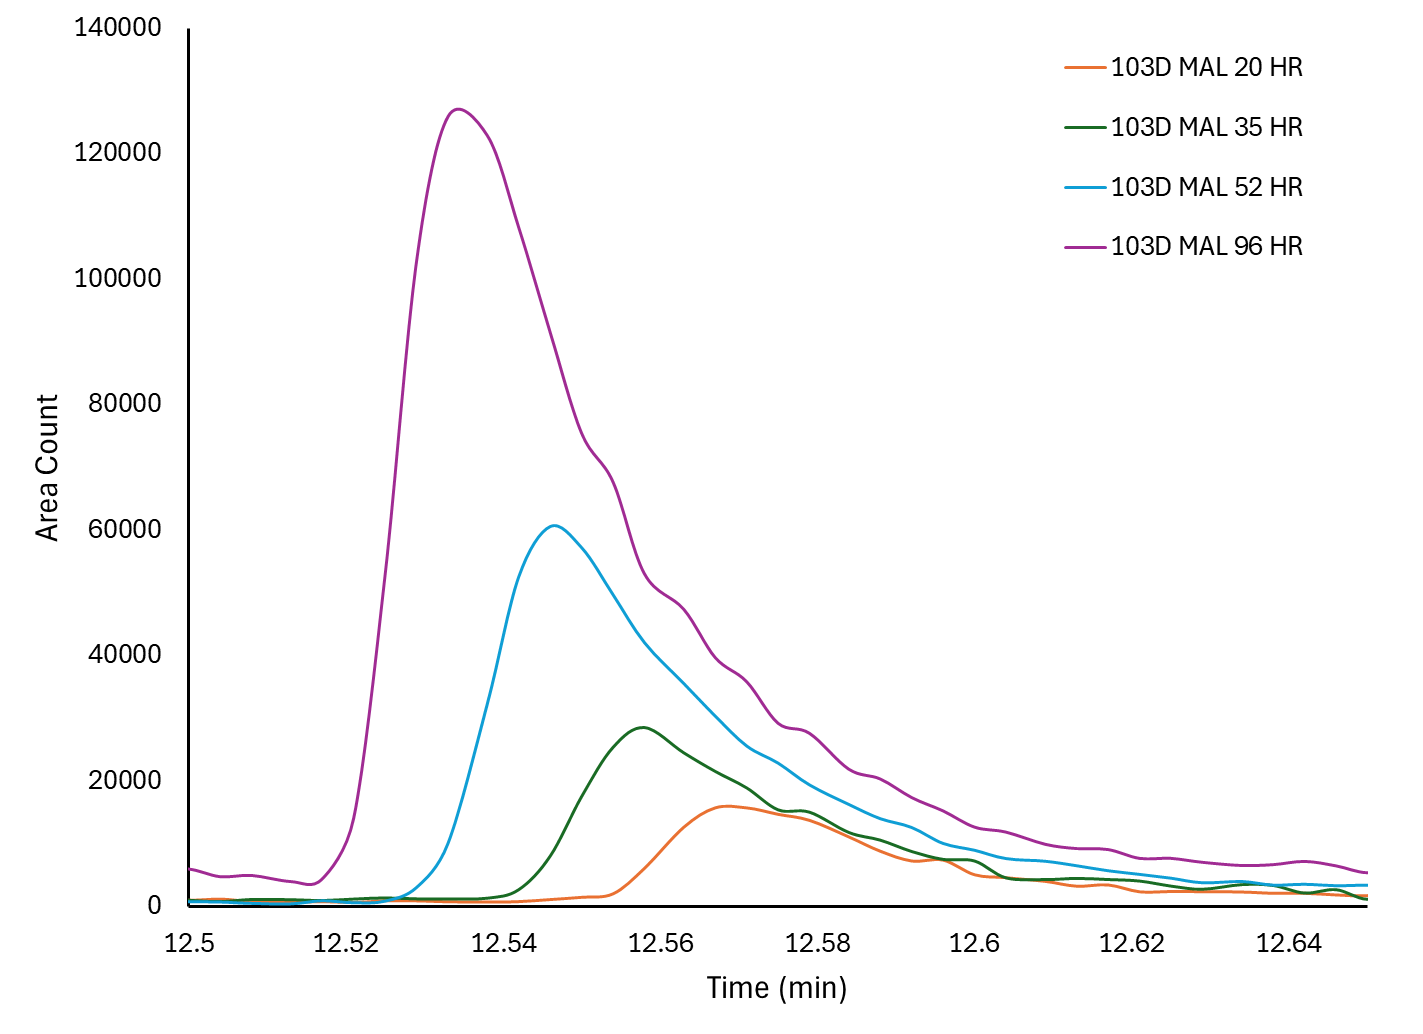 140000
120000
100000
80000
60000
40000
20000
0
Area Count
12.5 12.52 12.54 12.56 12.58 12.6 12.62 12.64
Time (min)
103D MAL 20 HR
103D MAL 35 HR
103D MAL 52 HR
103D MAL 96 HR